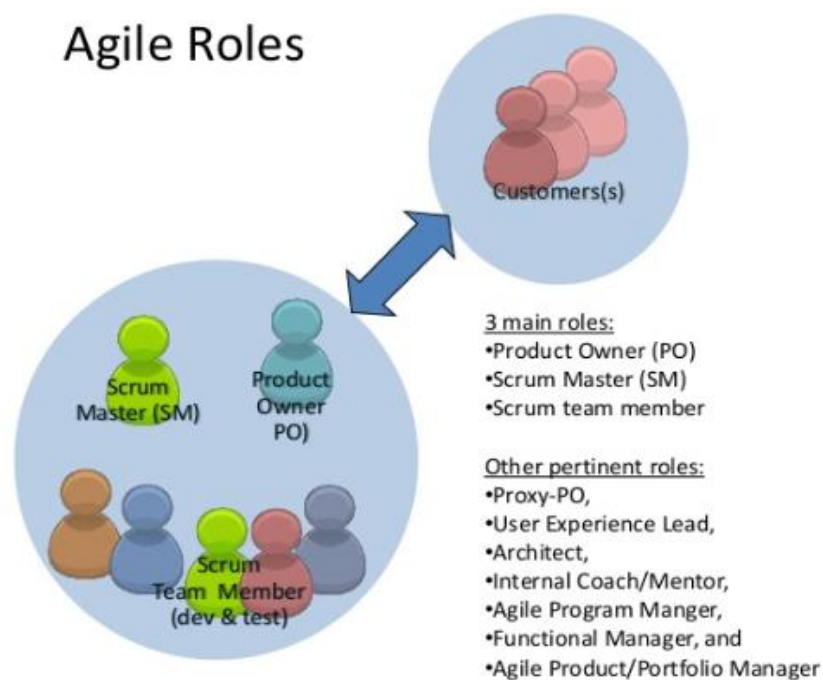 Agile Roles
Customers(s)
Scrum
Master (SM)
Product
Owner
PO)
Scrum
Team Member
(dev & test)
3 main roles:
•Product Owner (PO)
•Scrum Master (SM)
•Scrum team member
Other pertinent roles:
•Proxy-PO,
•User Experience Lead,
•Architect,
•Internal Coach/Mentor,
•Agile Program Manger,
•Functional Manager, and
•Agile Product/Portfolio Manager